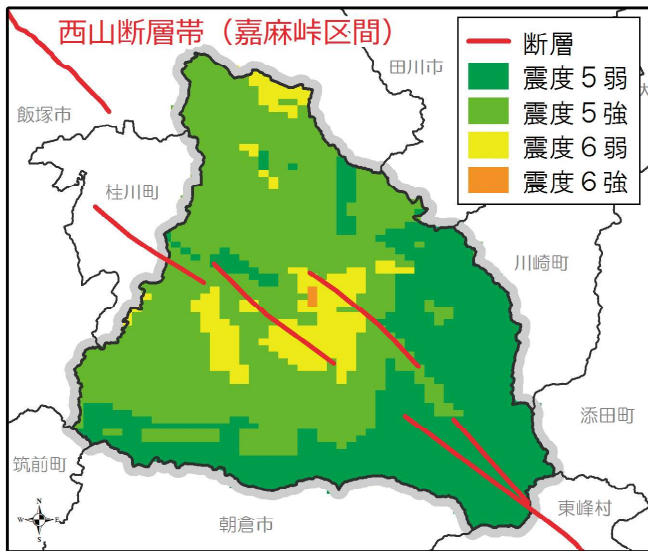 西山断層帯（嘉麻峠区間）
断層
震度５弱
震度５強
震度６弱
震度６強
田川市
飯塚市
桂川町
川崎町
添田町
筑前町
朝倉市
東峰村
N
W
E
S